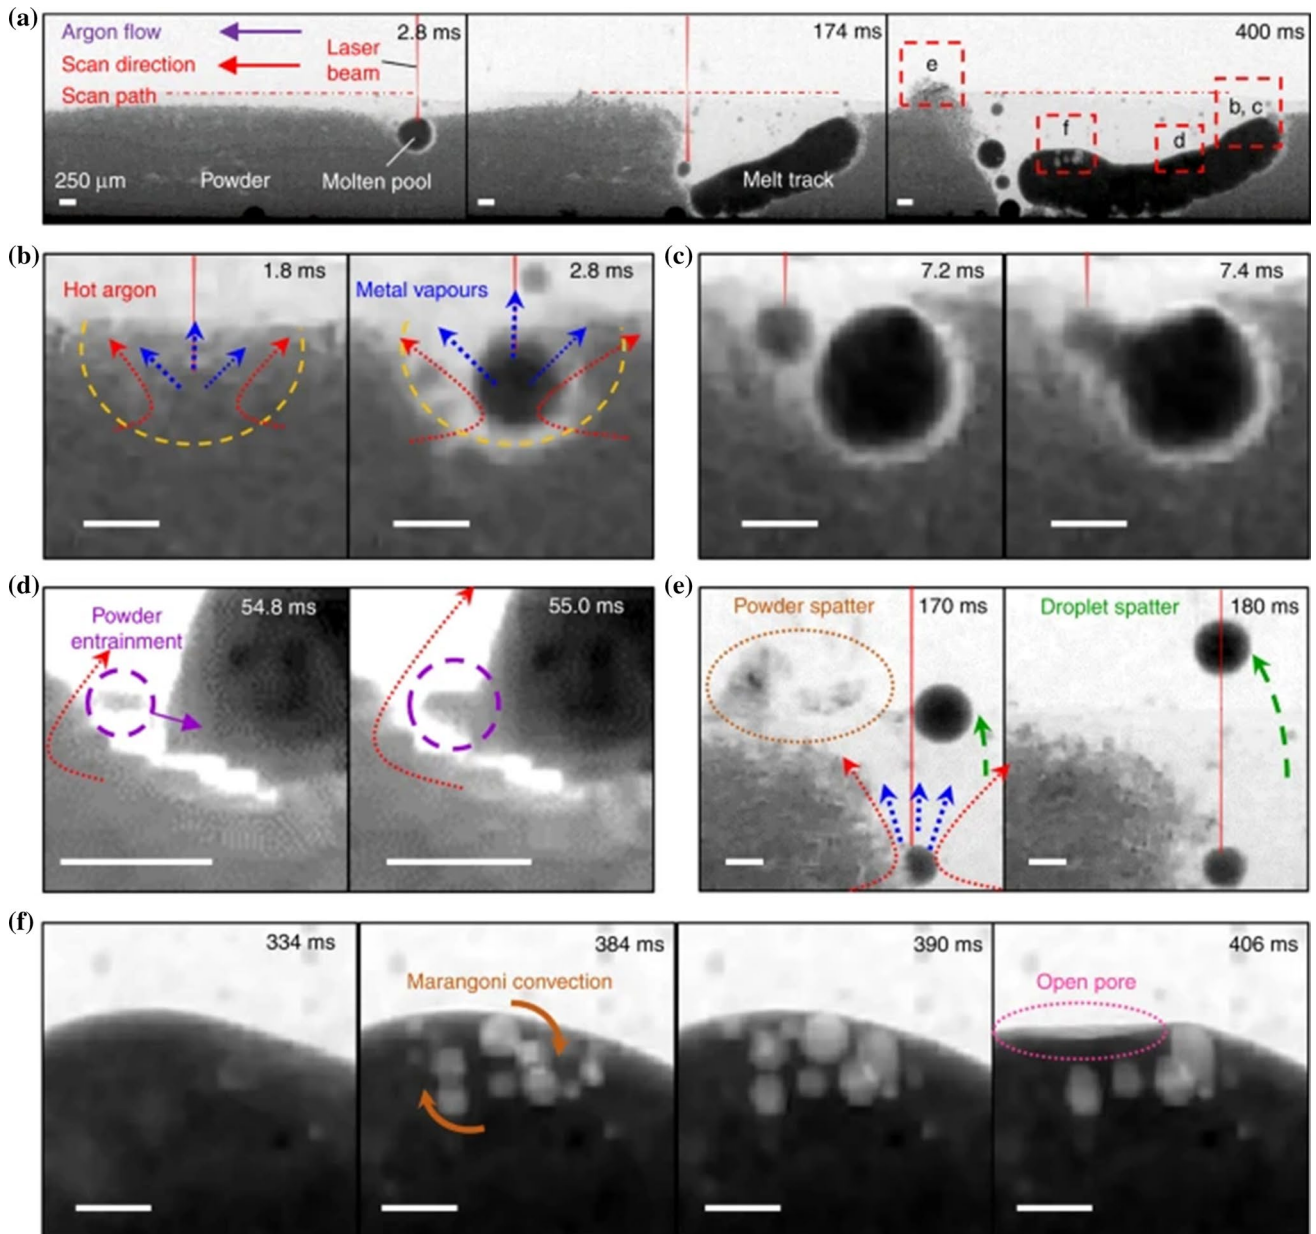 (a)
Argon flow
2.8 ms
174 ms
400 ms
Scan direction
Laser
beam
Scan path
e
f
d
b, c
250 µm
Powder
Molten pool
Melt track
(b)
1.8 ms
2.8 ms
Hot argon
Metal vapours
(c)
7.2 ms
7.4 ms
(d)
54.8 ms
55.0 ms
Powder
entrainment
(e)
Powder spatter
170 ms
Droplet spatter
180 ms
(f)
334 ms
384 ms
390 ms
406 ms
Marangoni convection
Open pore